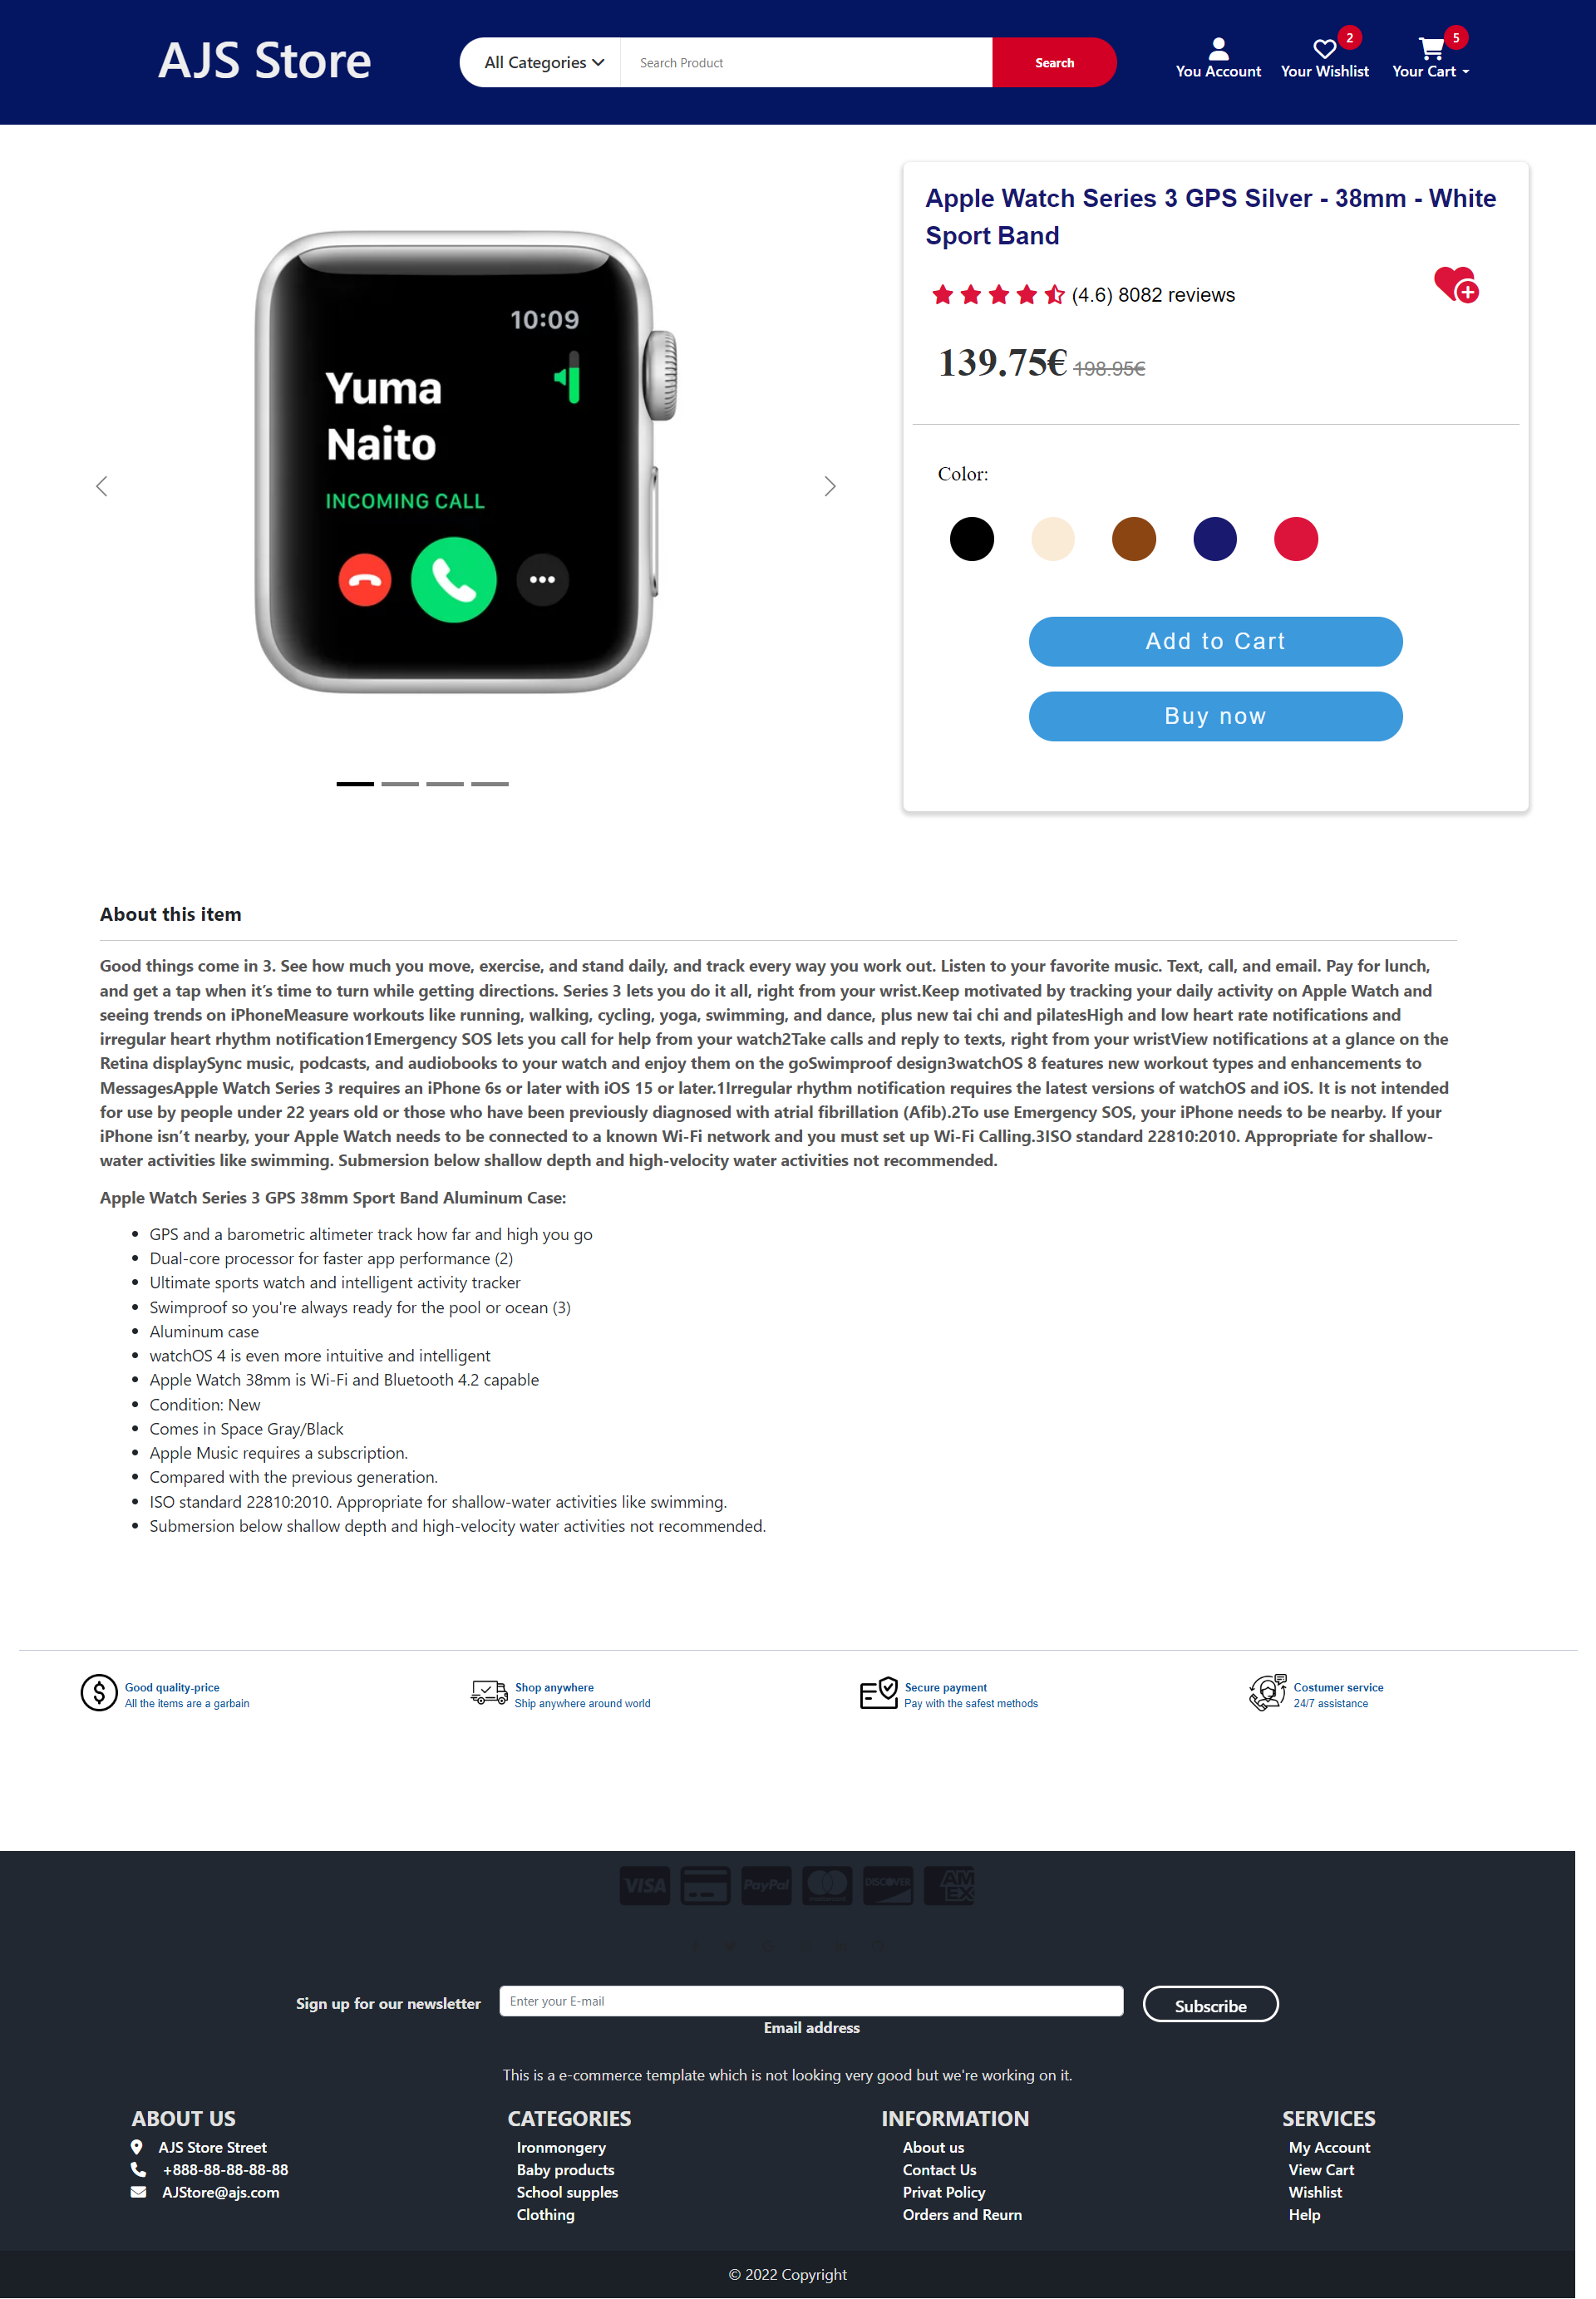 AJS Store
All Categories
Search Product
Search
You Account
2
Your Wishlist
5
Your Cart
Apple Watch Series 3 GPS Silver - 38mm - White
Sport Band
(4.6) 8082 reviews
139.75€ 198.95€
10:09
Yuma
Naito
INCOMING CALL
Color:
Add to Cart
Buy now
About this item
Good things come in 3. See how much you move, exercise, and stand daily, and track every way you work out. Listen to your favorite music. Text, call, and email. Pay for lunch,
and get a tap when it’s time to turn while getting directions. Series 3 lets you do it all, right from your wrist.Keep motivated by tracking your daily activity on Apple Watch and
seeing trends on iPhoneMeasure workouts like running, walking, cycling, yoga, swimming, and dance, plus new tai chi and pilatesHigh and low heart rate notifications and
irregular heart rhythm notification1Emergency SOS lets you call for help from your watch2Take calls and reply to texts, right from your wristView notifications at a glance on the
Retina displaySync music, podcasts, and audiobooks to your watch and enjoy them on the goSwimproof design3watchOS 8 features new workout types and enhancements to
MessagesApple Watch Series 3 requires an iPhone 6s or later with iOS 15 or later.1Irregular rhythm notification requires the latest versions of watchOS and iOS. It is not intended
for use by people under 22 years old or those who have been previously diagnosed with atrial fibrillation (Afib).2To use Emergency SOS, your iPhone needs to be nearby. If your
iPhone isn’t nearby, your Apple Watch needs to be connected to a known Wi-Fi network and you must set up Wi-Fi Calling.3ISO standard 22810:2010. Appropriate for shallow-
water activities like swimming. Submersion below shallow depth and high-velocity water activities not recommended.
Apple Watch Series 3 GPS 38mm Sport Band Aluminum Case:
GPS and a barometric altimeter track how far and high you go
Dual-core processor for faster app performance (2)
Ultimate sports watch and intelligent activity tracker
Swimproof so you're always ready for the pool or ocean (3)
Aluminum case
watchOS 4 is even more intuitive and intelligent
Apple Watch 38mm is Wi-Fi and Bluetooth 4.2 capable
Condition: New
Comes in Space Gray/Black
Apple Music requires a subscription.
Compared with the previous generation.
ISO standard 22810:2010. Appropriate for shallow-water activities like swimming.
Submersion below shallow depth and high-velocity water activities not recommended.
Good quality-price
All the items are a garbain
Shop anywhere
Ship anywhere around world
Secure payment
Pay with the safest methods
Costumer service
24/7 assistance
VISA
PayPal
DISCOVER
AM
EX
Sign up for our newsletter
Enter your E-mail
Subscribe
Email address
This is a e-commerce template which is not looking very good but we're working on it.
ABOUT US
AJS Store Street
+888-88-88-88-88
AJStore@ajs.com
CATEGORIES
Ironmongery
Baby products
School supples
Clothing
INFORMATION
About us
Contact Us
Privat Policy
Orders and Reurn
SERVICES
My Account
View Cart
Wishlist
Help
© 2022 Copyright